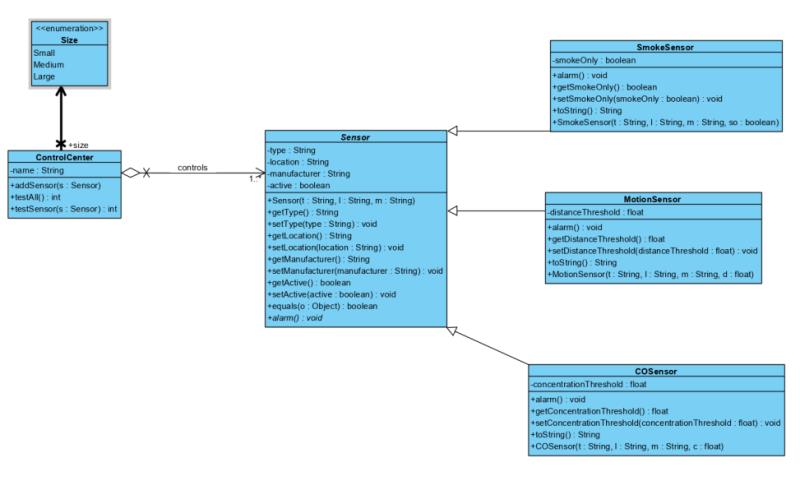 <<enumeration>>
Size
Small
Medium
Large
+size
ControlCenter
-name : String
+addSensor(s : Sensor)
+testAll() : int
+testSensor(s : Sensor) : int
controls
1..*
Sensor
-type : String
-location : String
-manufacturer : String
-active : boolean
+Sensor(t : String, l : String, m : String)
+getType() : String
+setType(type : String) : void
+getLocation() : String
+setLocation(location : String) : void
+getManufacturer() : String
+setManufacturer(manufacturer : String) : void
+getActive() : boolean
+setActive(active : boolean) : void
+equals(o : Object) : boolean
+alarm() : void
SmokeSensor
-smokeOnly : boolean
+alarm() : void
+getSmokeOnly() : boolean
+setSmokeOnly(smokeOnly : boolean) : void
+toString() : String
+SmokeSensor(t : String, l : String, m : String, so : boolean)
MotionSensor
-distanceThreshold : float
+alarm() : void
+getDistanceThreshold() : float
+setDistanceThreshold(distanceThreshold : float) : void
+toString() : String
+MotionSensor(t : String, l : String, m : String, d : float)
COSensor
-concentrationThreshold : float
+alarm() : void
+getConcentrationThreshold() : float
+setConcentrationThreshold(concentrationThreshold : float) : void
+toString() : String
+COSensor(t : String, l : String, m : String, c : float)